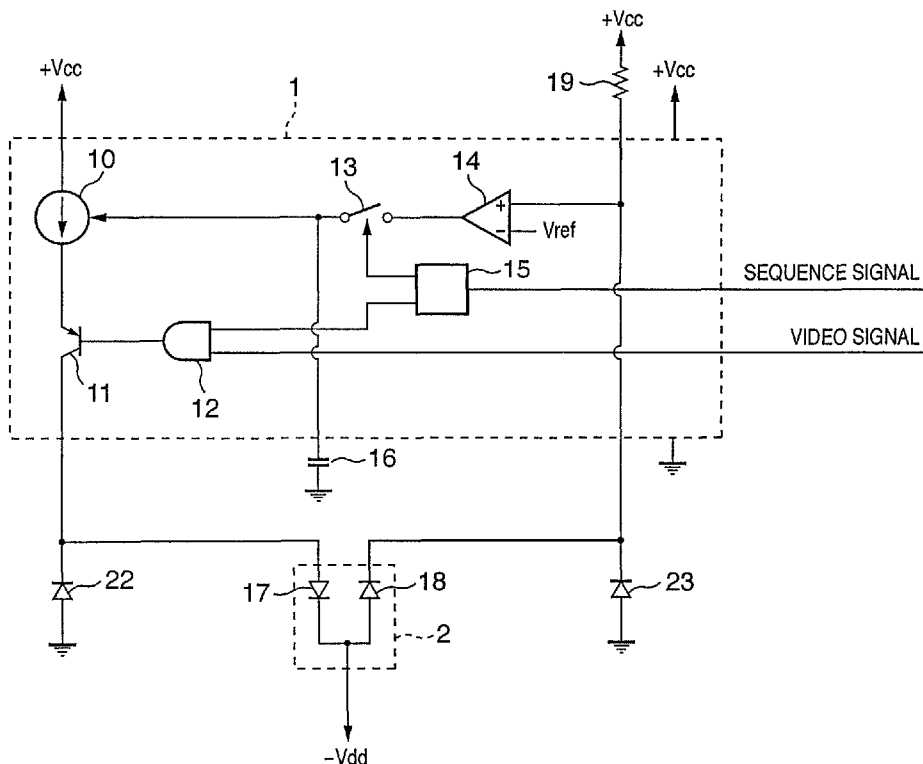 +Vcc
+Vcc
19
+Vcc
1
10
13
14
+
−
Vref
15
SEQUENCE SIGNAL
VIDEO SIGNAL
11
12
16
22
17
18
23
2
−Vdd